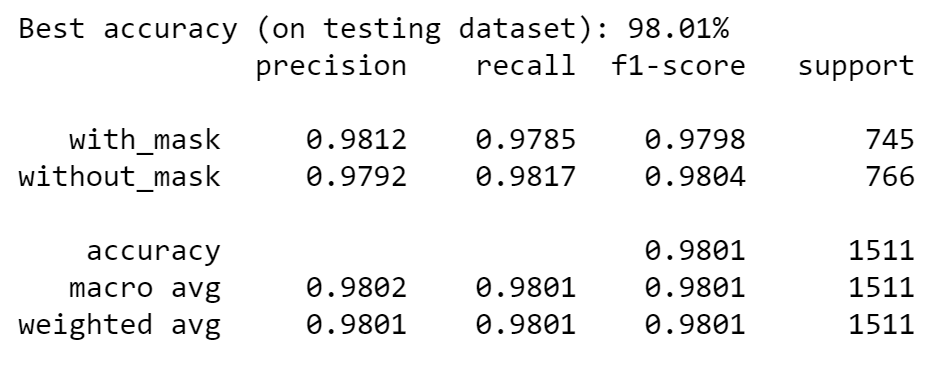 Best accuracy (on testing dataset): 98.01%
precision recall f1-score support
with_mask 0.9812 0.9785 0.9798 745
without_mask 0.9792 0.9817 0.9804 766
accuracy 0.9801 1511
macro avg 0.9802 0.9801 0.9801 1511
weighted avg 0.9801 0.9801 0.9801 1511